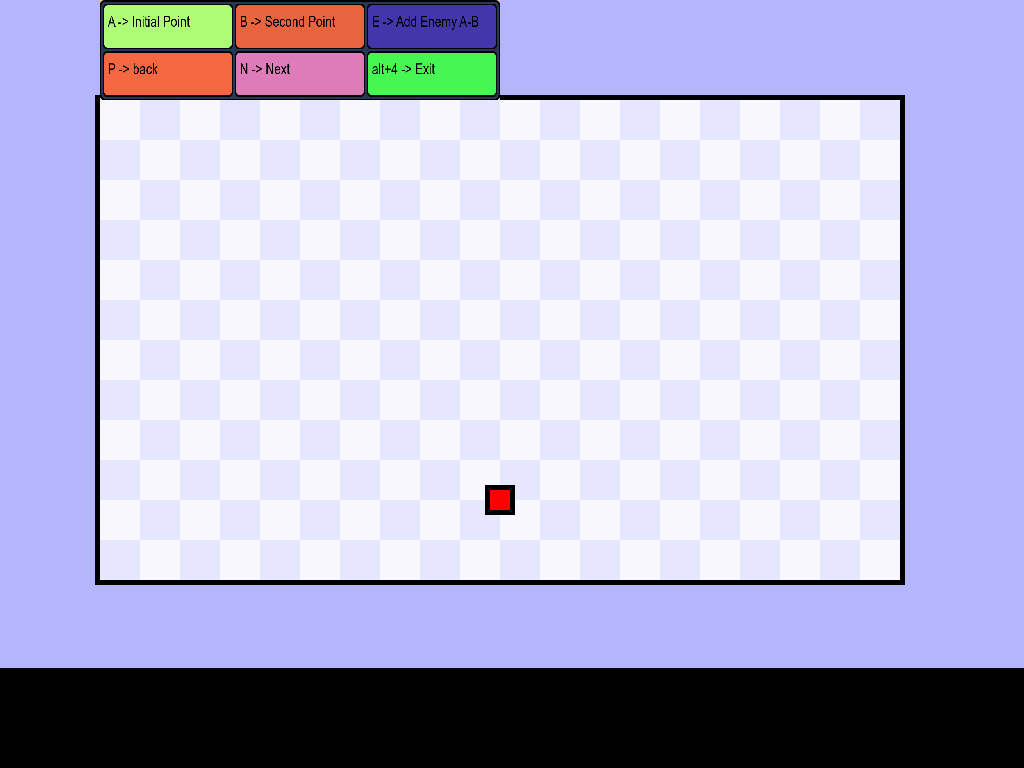 A -> Initial Point
B -> Second Point
E -> Add Enemy A-B
P -> back
N -> Next
alt+4 -> Exit